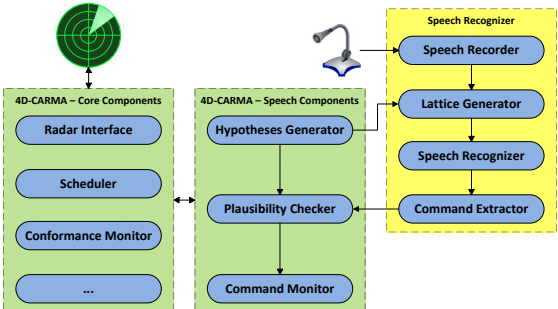 Speech Recognizer
Speech Recorder
Lattice Generator
Speech Recognizer
Command Extractor
4D-CARMA – Core Components
Radar Interface
Scheduler
Conformance Monitor
...
4D-CARMA – Speech Components
Hypotheses Generator
Plausibility Checker
Command Monitor